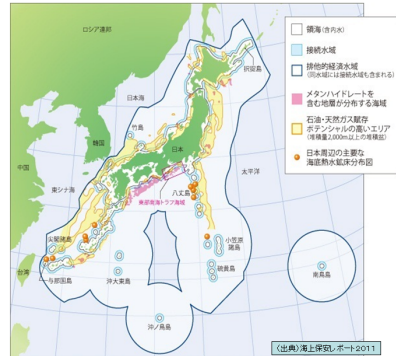 ロシア連邦
択捉島
日本海
竹島
韓国
日本
中国
太平洋
八丈島
東部南海トラフ海域
東シナ海
尖閣諸島
小笠原
諸島
硫黄島
台湾
与那国島
沖大東島
南鳥島
沖ノ鳥島
領海(含内水)
接続水域
排他的経済水域
(同水域には接続水域も含まれる)
メタンハイドレートを
含む地層が分布する海域
石油・天然ガス賦存
ポテンシャルの高いエリア
(堆積量2,000m以上の堆積盆)
日本周辺の主要な
海底熱水鉱床分布図
(出典)海上保安レポート2011